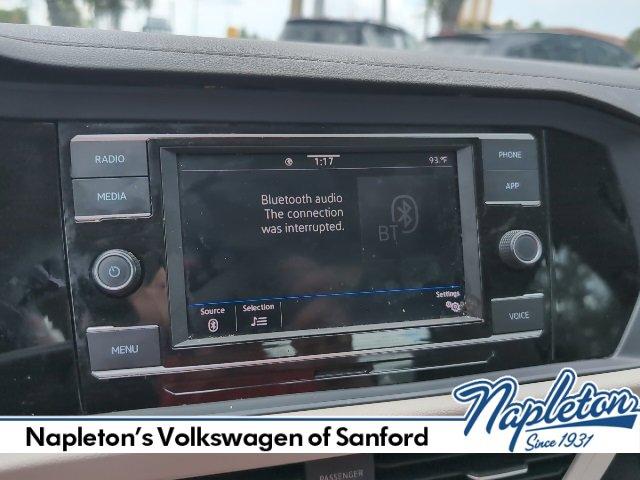 RADIO
MEDIA
MENU
1:17
93.°F
Bluetooth audio
The connection
was interrupted.
BT
Source
Selection
Settings
PHONE
APP
VOICE
Napleton's Volkswagen of Sanford
Napleton
Since 1931
PASSENGER